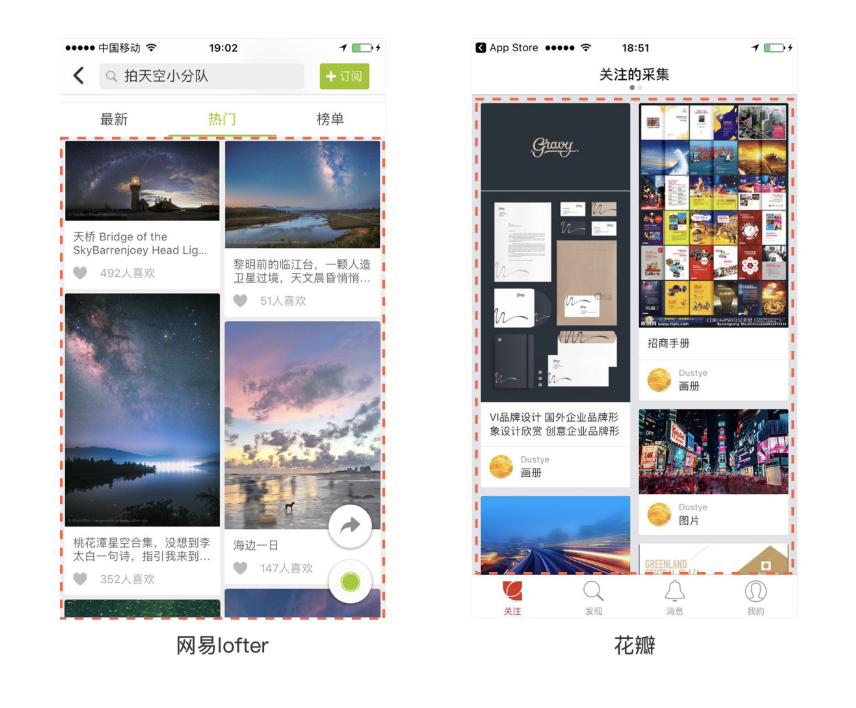 中国移动
19:02
拍天空小分队
+订阅
最新
热门
榜单
天桥 Bridge of the
SkyBarrenjoey Head Lig...
492人喜欢
黎明前的临江台，一颗人造
卫星过境，天文晨昏悄悄...
51人喜欢
桃花潭星空合集，没想到李
太白一句诗，指引我来到...
352人喜欢
海边一日
147人喜欢
网易lofter
App Store
18:51
关注的采集
Gravy
VI品牌设计 国外企业品牌形
象设计欣赏 创意企业品牌形
Dustye
画册
招商手册
Dustye
画册
Dustye
图片
GREENLAND
关注
发现
消息
我的
花瓣